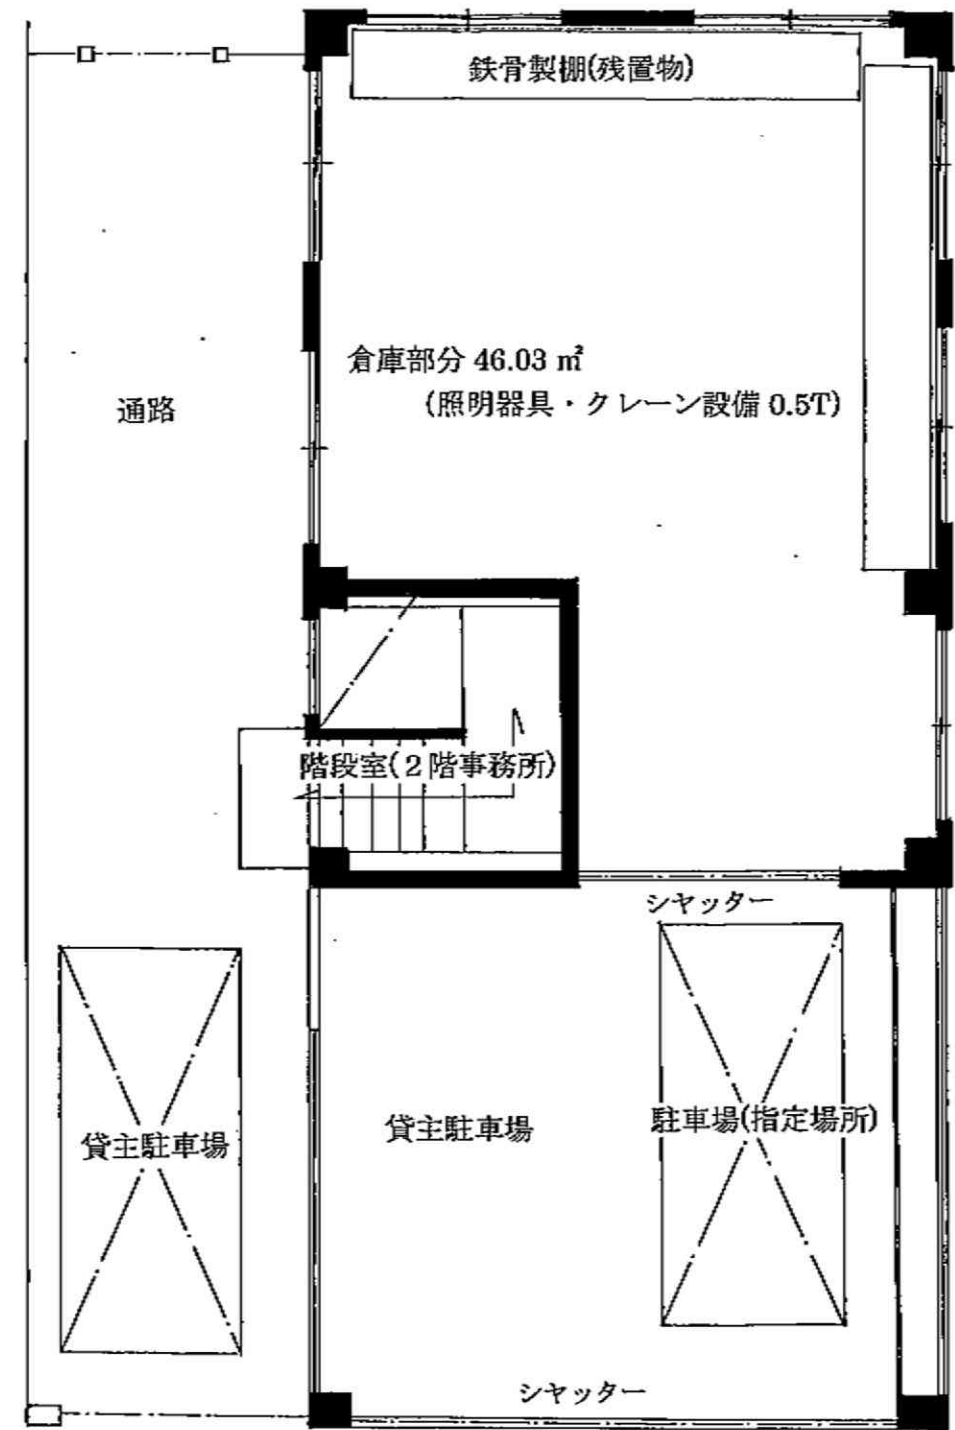 鉄骨製棚(残置物)
倉庫部分 46.03 ㎡
(照明器具・クレーン設備 0.5T)
通路
階段室(２階事務所)
シヤッター
貸主駐車場
貸主駐車場
駐車場(指定場所)
シヤッター